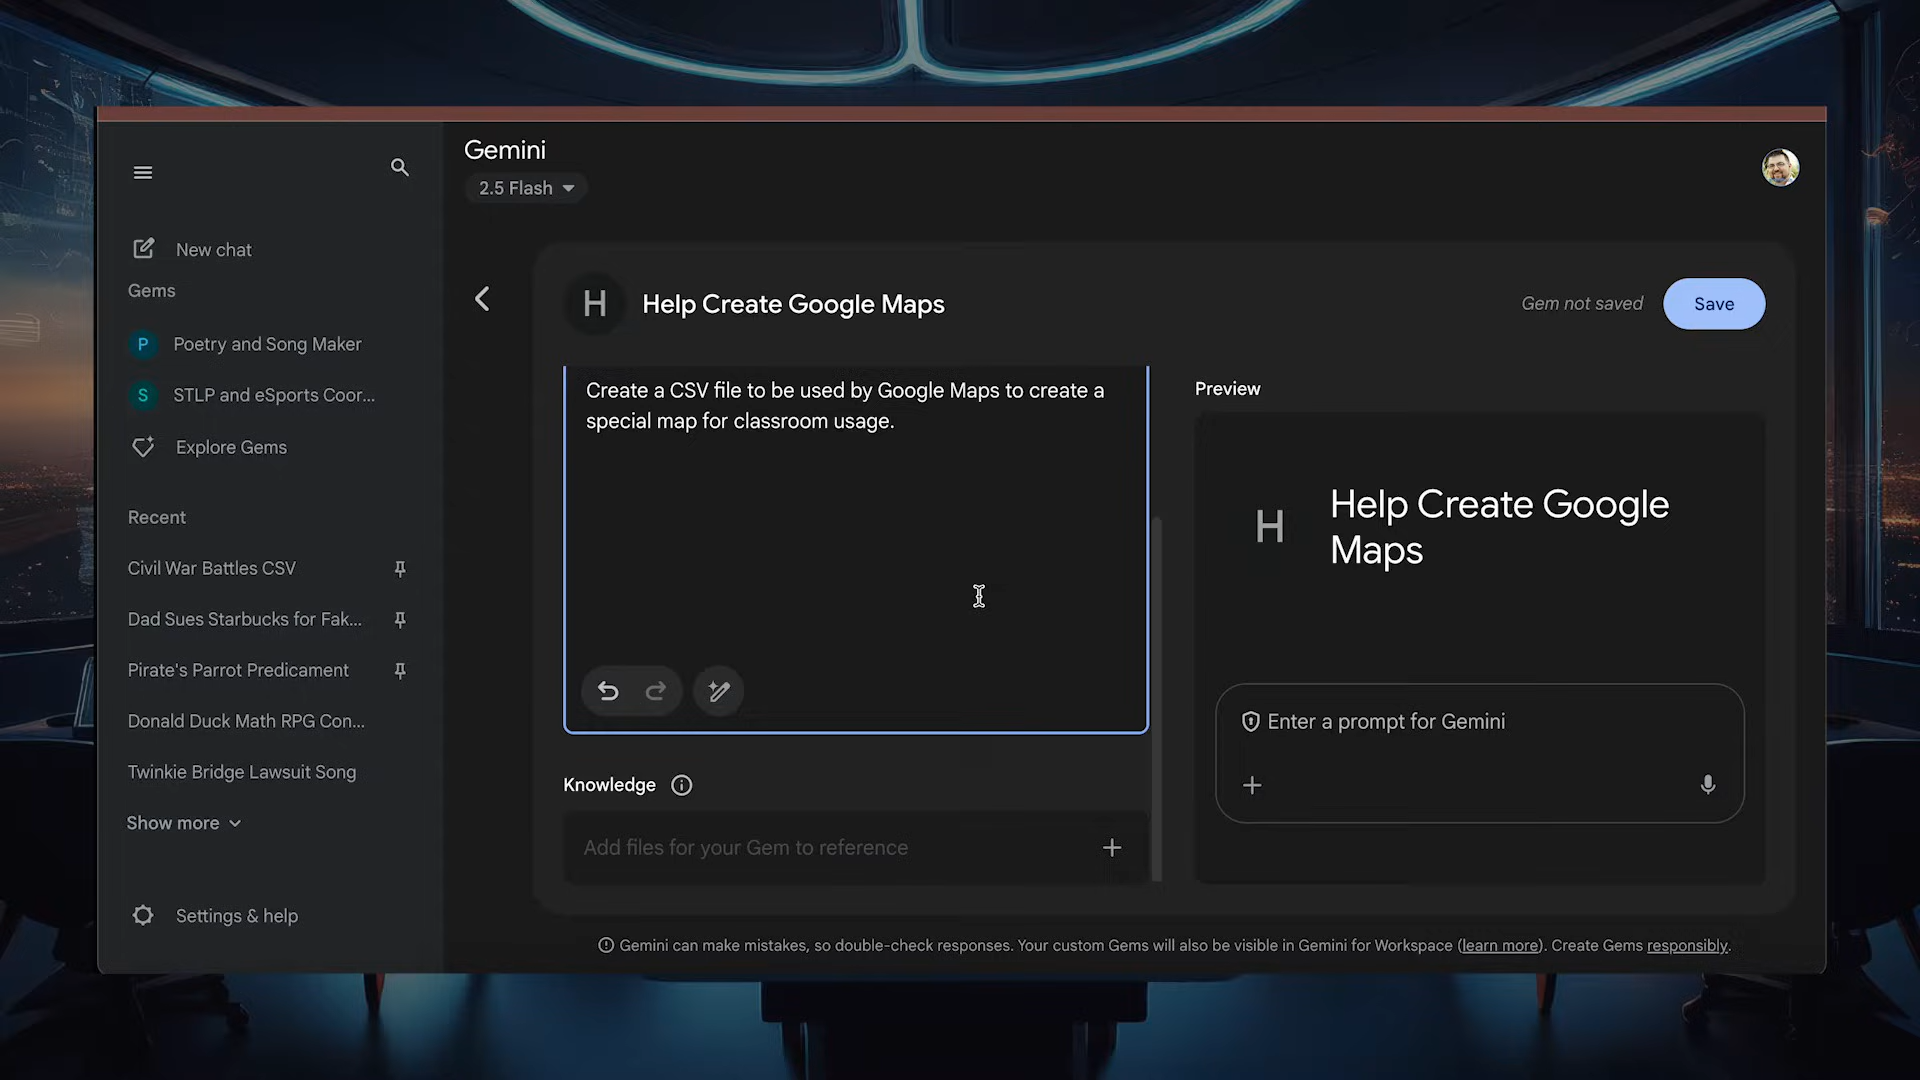 Gemini
2.5 Flash
New chat
Gems
P Poetry and Song Maker
S STLP and eSports Coor...
Explore Gems
Recent
Civil War Battles CSV
Dad Sues Starbucks for Fak...
Pirate's Parrot Predicament
Donald Duck Math RPG Con...
Twinkie Bridge Lawsuit Song
Show more
Settings & help
H Help Create Google Maps
Gem not saved
Save
Create a CSV file to be used by Google Maps to create a
special map for classroom usage.
Knowledge
Add files for your Gem to reference
Preview
H Help Create Google
Maps
Enter a prompt for Gemini
Gemini can make mistakes, so double-check responses. Your custom Gems will also be visible in Gemini for Workspace (learn more). Create Gems responsibly.